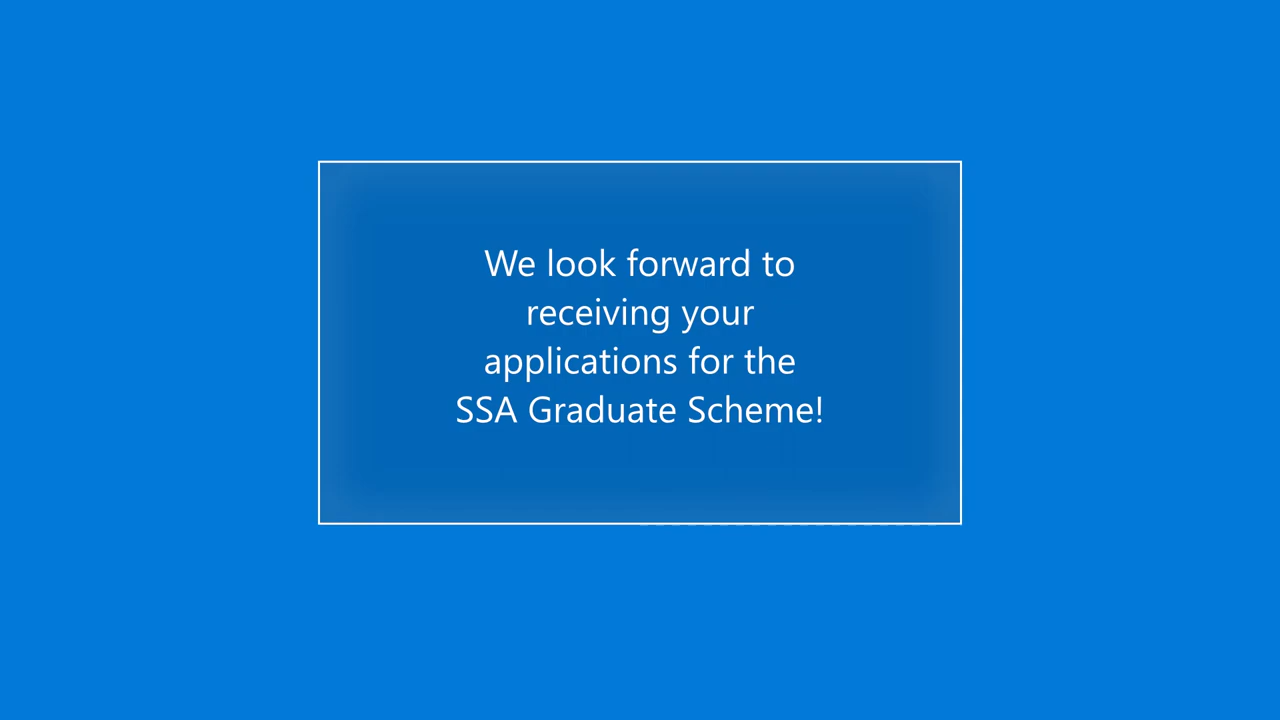 We look forward to
receiving your
applications for the
SSA Graduate Scheme!